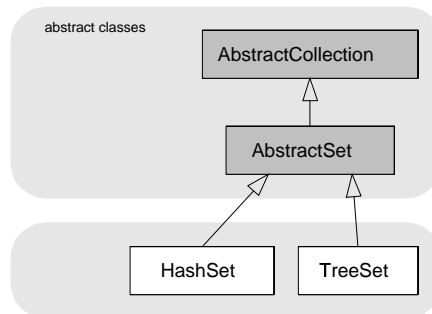 abstract classes
AbstractCollection
AbstractSet
HashSet
TreeSet